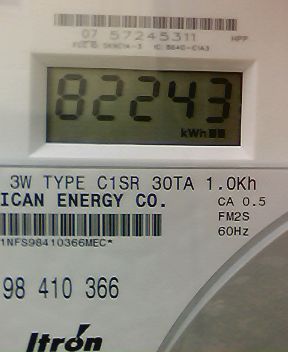 07 57245311 HPP
82243
kWh
3W TYPE C1SR 30TA 1.0Kh
ICAN ENERGY CO. CA 0.5
FM2S
1NFS98410366MEC* 60Hz
98 410 366
Itron